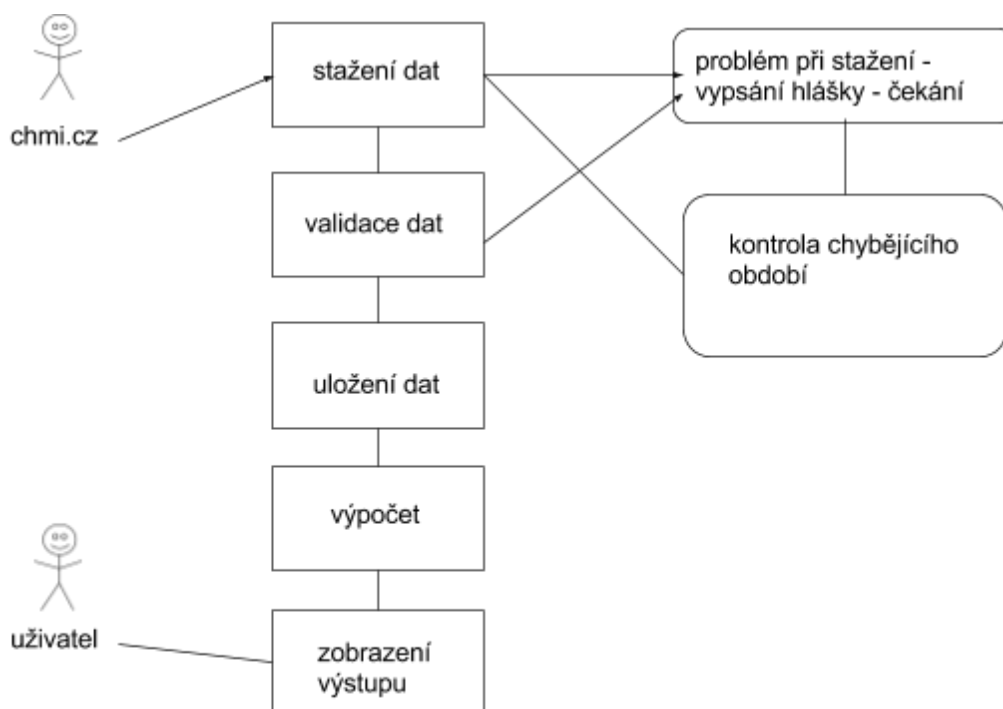 chmi.cz
stažení dat
problém při stažení -
vypsání hlášky - čekání
validace dat
kontrola chybějícího
období
uložení dat
výpočet
uživatel
zobrazení
výstupu